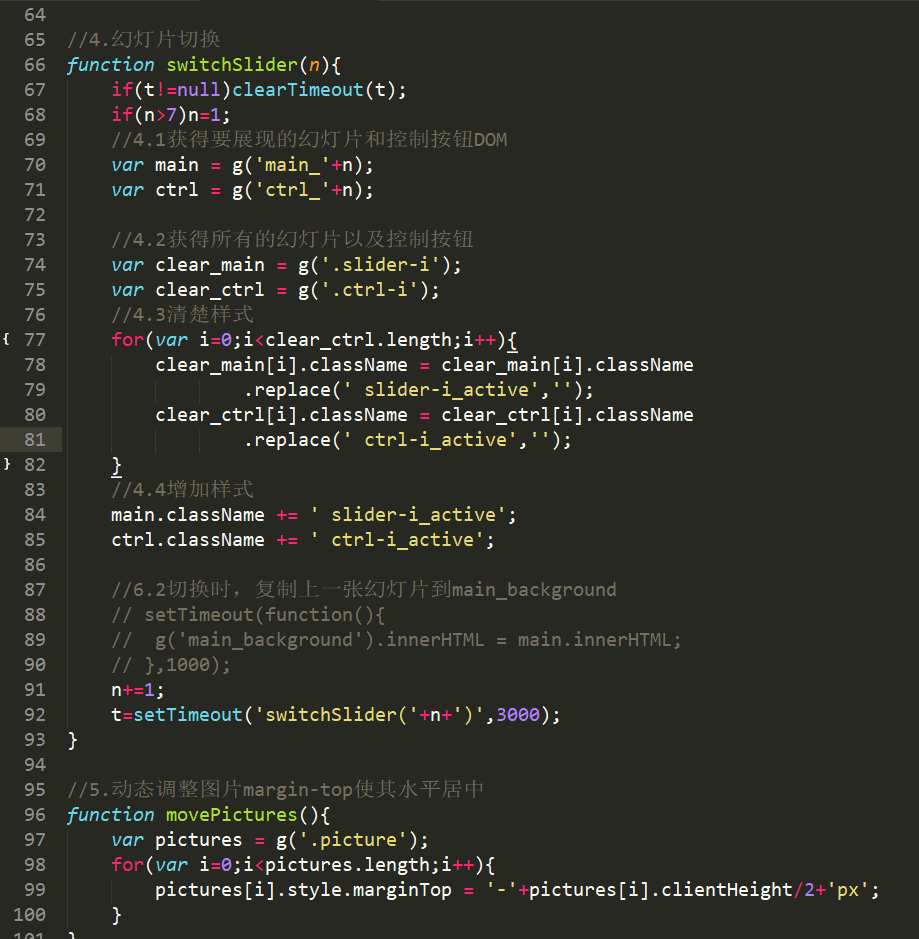 64
65 //4.幻灯片切换
66 function switchSlider(n){
67 if(t!=null)clearTimeout(t);
68 if(n>7)n=1;
69 //4.1获得要展现的幻灯片和控制按钮DOM
70 var main = g('main_'+n);
71 var ctrl = g('ctrl_'+n);
72
73 //4.2获得所有的幻灯片以及控制按钮
74 var clear_main = g('.slider-i');
75 var clear_ctrl = g('.ctrl-i');
76 //4.3清楚样式
{ 77 for(var i=0;i<clear_ctrl.length;i++){
78 clear_main[i].className = clear_main[i].className
79 .replace(' slider-i_active','');
80 clear_ctrl[i].className = clear_ctrl[i].className
81 .replace(' ctrl-i_active','');
} 82 }
83 //4.4增加样式
84 main.className += ' slider-i_active';
85 ctrl.className += ' ctrl-i_active';
86
87 //6.2切换时，复制上一张幻灯片到main_background
88 // setTimeout(function(){
89 // g('main_background').innerHTML = main.innerHTML;
90 // },1000);
91 n+=1;
92 t=setTimeout('switchSlider('+n+')',3000);
93 }
94
95 //5.动态调整图片margin-top使其水平居中
96 function movePictures(){
97 var pictures = g('.picture');
98 for(var i=0;i<pictures.length;i++){
99 pictures[i].style.marginTop = '-'+pictures[i].clientHeight/2+'px';
100 }
101 }